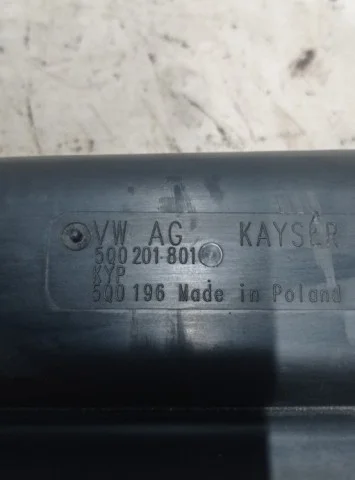 VW AG KAYSER
5Q0 201 801
KYP
5Q0 196 Made in Poland